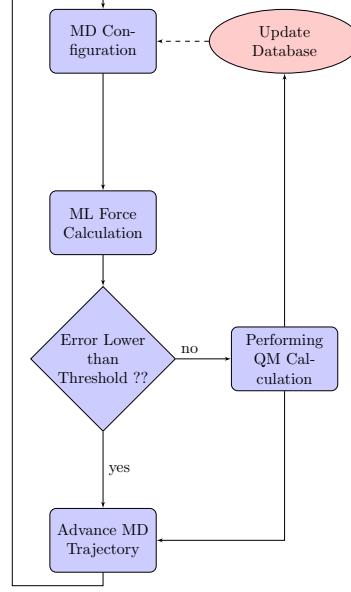 MD Con-
figuration
Update
Database
ML Force
Calculation
Error Lower
than
Threshold ??
no
Performing
QM Cal-
culation
yes
Advance MD
Trajectory